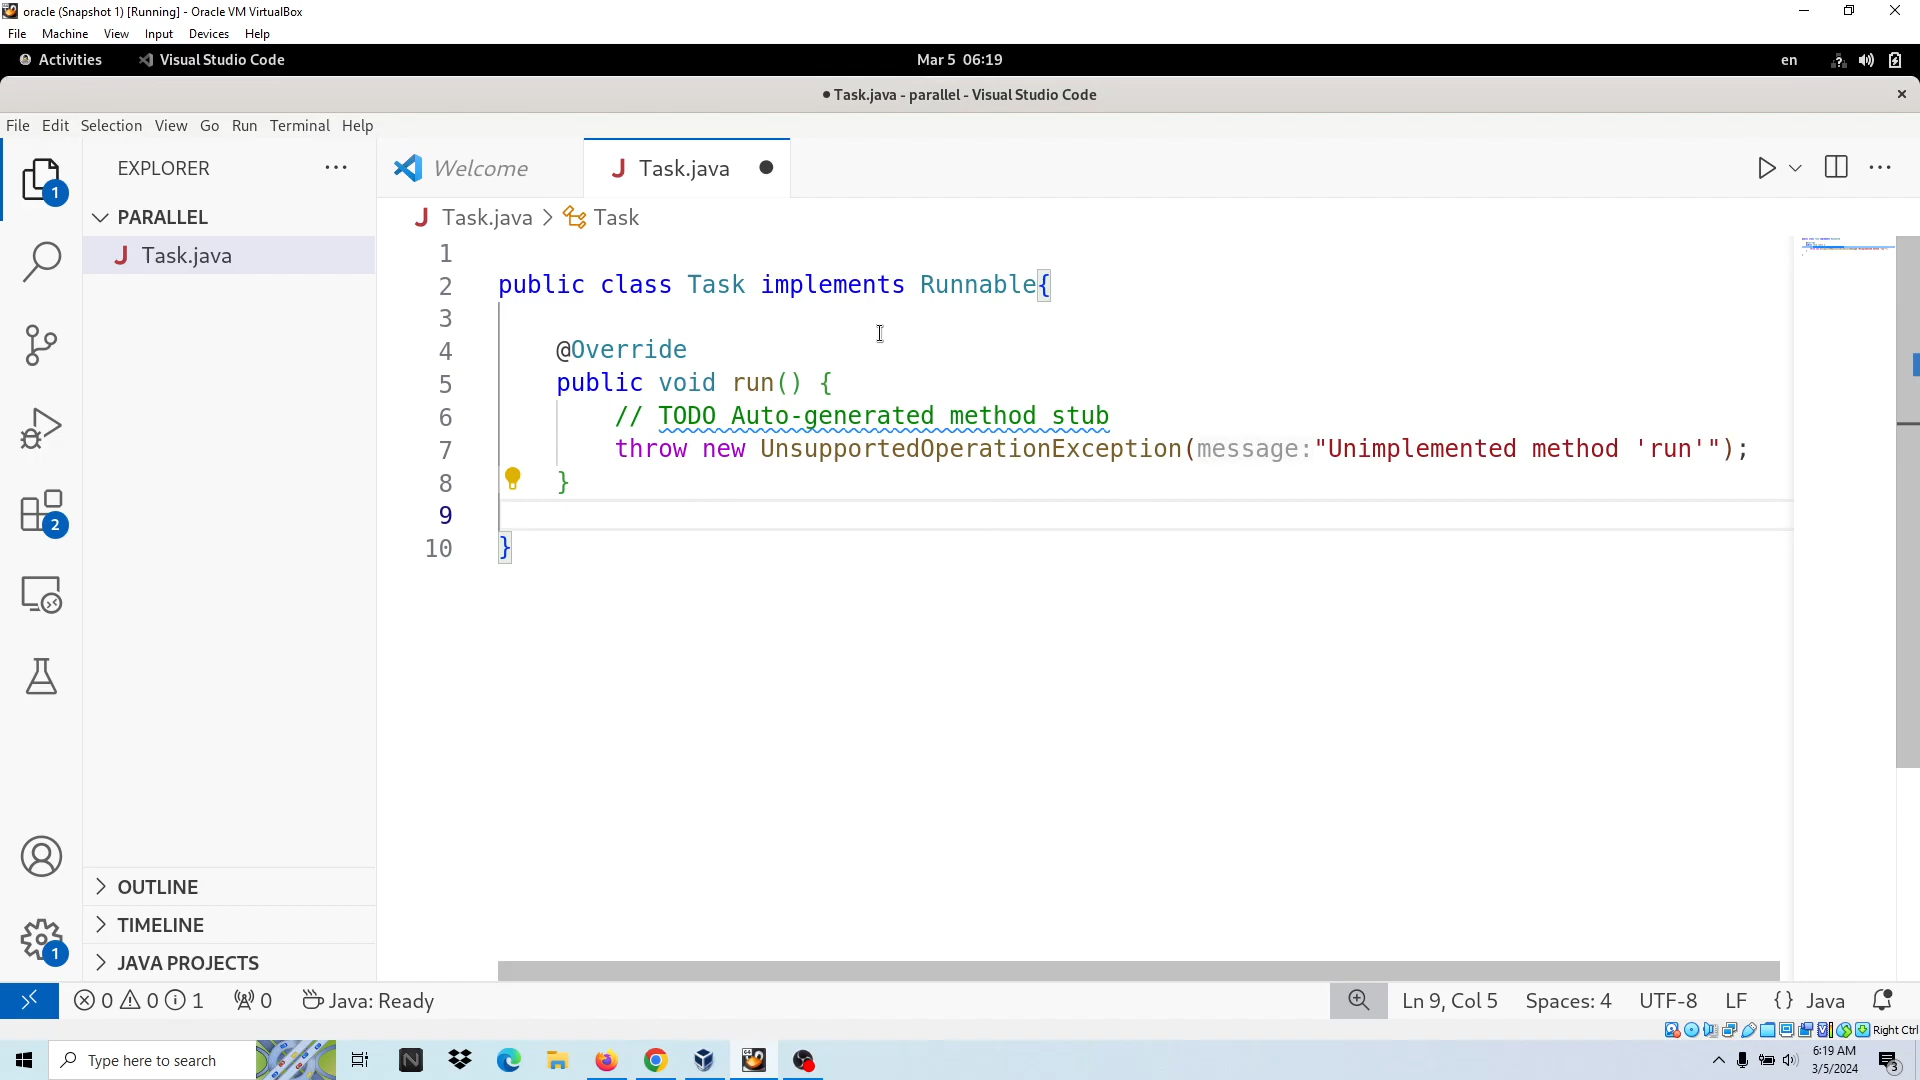 oracle (Snapshot 1) [Running] - Oracle VM VirtualBox
File Machine View Input Devices Help
Activities Visual Studio Code Mar 5 06:19 en
● Task.java - parallel - Visual Studio Code ×
File Edit Selection View Go Run Terminal Help
EXPLORER ··· Welcome J Task.java ●
1
PARALLEL
J Task.java > Task
J Task.java
1
2 public class Task implements Runnable{
3
4 @Override
5 public void run() {
6 // TODO Auto-generated method stub
7 throw new UnsupportedOperationException(message:"Unimplemented method 'run'");
8 }
9
10 }
2
OUTLINE
TIMELINE
1
JAVA PROJECTS
0 0 1 0 Java: Ready Ln 9, Col 5 Spaces: 4 UTF-8 LF {} Java
Right Ctrl
Type here to search
6:19 AM
3/5/2024
3